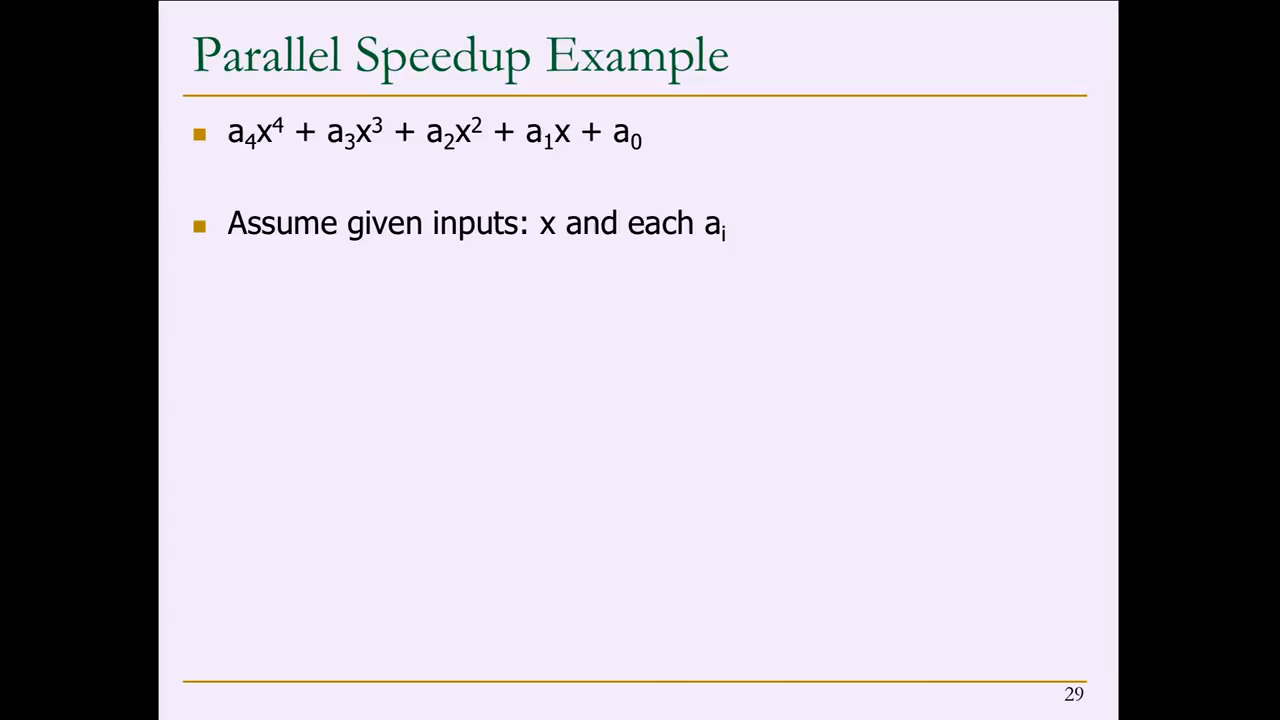 Parallel Speedup Example
a₄x⁴ + a₃x³ + a₂x² + a₁x + a₀
Assume given inputs: x and each aᵢ
29